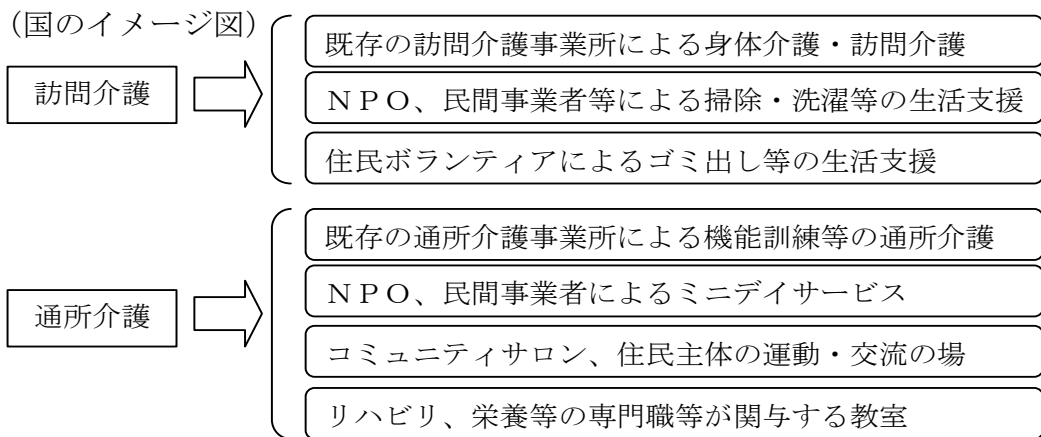 (国のイメージ図)
既存の訪問介護事業所による身体介護・訪問介護
訪問介護
NPO、民間事業者等による掃除・洗濯等の生活支援
住民ボランティアによるゴミ出し等の生活支援
既存の通所介護事業所による機能訓練等の通所介護
NPO、民間事業者によるミニデイサービス
通所介護
コミュニティサロン、住民主体の運動・交流の場
リハビリ、栄養等の専門職等が関与する教室